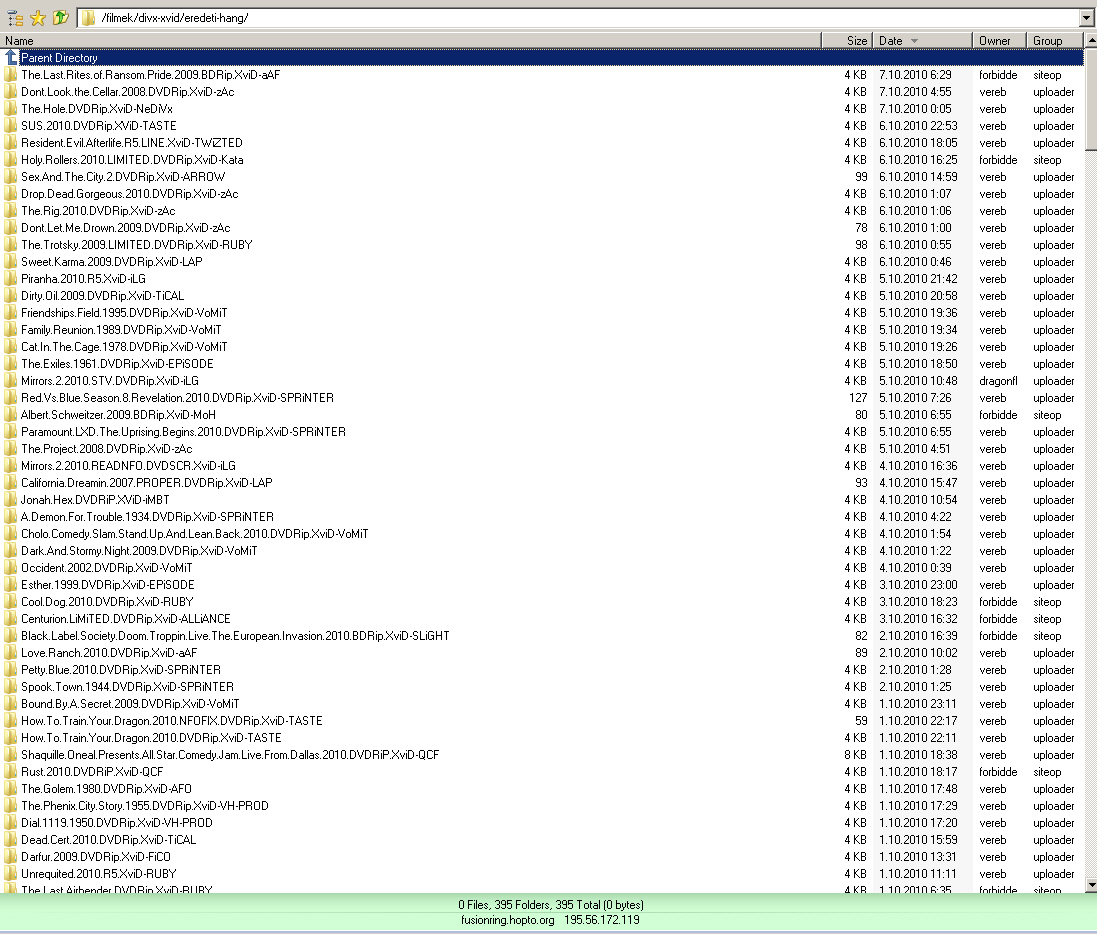 /filmek/divx-xvid/eredeti-hang/
Name Size Date Owner Group
Parent Directory
The.Last.Rites.of.Ransom.Pride.2009.BDRip.XviD-aAF 4 KB 7.10.2010 6:29 forbidde siteop
Dont.Look.the.Cellar.2008.DVDRip.XviD-zAc 4 KB 7.10.2010 4:55 vereb uploader
The.Hole.DVDRip.XviD-NeDiVx 4 KB 7.10.2010 0:05 vereb uploader
SUS.2010.DVDRip.XViD-TASTE 4 KB 6.10.2010 22:53 vereb uploader
Resident.Evil.Afterlife.R5.LINE.XviD-TWiZTED 4 KB 6.10.2010 18:05 vereb uploader
Holy.Rollers.2010.LIMITED.DVDRip.XviD-Kata 4 KB 6.10.2010 16:25 forbidde siteop
Sex.And.The.City.2.DVDRip.XviD-ARROW 99 6.10.2010 14:59 vereb uploader
Drop.Dead.Gorgeous.2010.DVDRip.XviD-zAc 4 KB 6.10.2010 1:07 vereb uploader
The.Rig.2010.DVDRip.XviD-zAc 4 KB 6.10.2010 1:06 vereb uploader
Dont.Let.Me.Drown.2009.DVDRip.XviD-zAc 78 6.10.2010 1:00 vereb uploader
The.Trotsky.2009.LIMITED.DVDRip.XviD-RUBY 98 6.10.2010 0:55 vereb uploader
Sweet.Karma.2009.DVDRip.XviD-LAP 4 KB 6.10.2010 0:46 vereb uploader
Piranha.2010.R5.XviD-iLG 4 KB 5.10.2010 21:42 vereb uploader
Dirty.Oil.2009.DVDRip.XviD-TiCAL 4 KB 5.10.2010 20:58 vereb uploader
Friendships.Field.1995.DVDRip.XviD-VoMiT 4 KB 5.10.2010 19:36 vereb uploader
Family.Reunion.1989.DVDRip.XviD-VoMiT 4 KB 5.10.2010 19:34 vereb uploader
Cat.In.The.Cage.1978.DVDRip.XviD-VoMiT 4 KB 5.10.2010 19:26 vereb uploader
The.Exiles.1961.DVDRip.XviD-EPiSODE 4 KB 5.10.2010 18:50 vereb uploader
Mirrors.2.2010.STV.DVDRip.XviD-iLG 4 KB 5.10.2010 10:48 dragonfl uploader
Red.Vs.Blue.Season.8.Revelation.2010.DVDRip.XviD-SPRiNTER 127 5.10.2010 7:26 vereb uploader
Albert.Schweitzer.2009.BDRip.XviD-MoH 80 5.10.2010 6:55 forbidde siteop
Paramount.LXD.The.Uprising.Begins.2010.DVDRip.XviD-SPRiNTER 4 KB 5.10.2010 6:55 vereb uploader
The.Project.2008.DVDRip.XviD-zAc 4 KB 5.10.2010 4:51 vereb uploader
Mirrors.2.2010.READNFO.DVDSCR.XviD-iLG 4 KB 4.10.2010 16:36 vereb uploader
California.Dreamin.2007.PROPER.DVDRip.XviD-LAP 93 4.10.2010 15:47 vereb uploader
Jonah.Hex.DVDRiP.XViD-iMBT 4 KB 4.10.2010 10:54 vereb uploader
A.Demon.For.Trouble.1934.DVDRip.XviD-SPRiNTER 4 KB 4.10.2010 4:22 vereb uploader
Cholo.Comedy.Slam.Stand.Up.And.Lean.Back.2010.DVDRip.XviD-VoMiT 4 KB 4.10.2010 1:54 vereb uploader
Dark.And.Stormy.Night.2009.DVDRip.XviD-VoMiT 4 KB 4.10.2010 1:22 vereb uploader
Occident.2002.DVDRip.XviD-VoMiT 4 KB 4.10.2010 0:39 vereb uploader
Esther.1999.DVDRip.XviD-EPiSODE 4 KB 3.10.2010 23:00 vereb uploader
Cool.Dog.2010.DVDRip.XviD-RUBY 4 KB 3.10.2010 18:23 forbidde siteop
Centurion.LiMiTED.DVDRip.XviD-ALLiANCE 4 KB 3.10.2010 16:32 forbidde siteop
Black.Label.Society.Doom.Troppin.Live.The.European.Invasion.2010.BDRip.XviD-SLiGHT 82 2.10.2010 16:39 forbidde siteop
Love.Ranch.2010.DVDRip.XviD-aAF 89 2.10.2010 10:02 vereb uploader
Petty.Blue.2010.DVDRip.XviD-SPRiNTER 4 KB 2.10.2010 1:28 vereb uploader
Spook.Town.1944.DVDRip.XviD-SPRiNTER 4 KB 2.10.2010 1:25 vereb uploader
Bound.By.A.Secret.2009.DVDRip.XviD-VoMiT 4 KB 1.10.2010 23:11 vereb uploader
How.To.Train.Your.Dragon.2010.NFOFIX.DVDRip.XviD-TASTE 59 1.10.2010 22:17 vereb uploader
How.To.Train.Your.Dragon.2010.DVDRip.XviD-TASTE 4 KB 1.10.2010 22:11 vereb uploader
Shaquille.Oneal.Presents.All.Star.Comedy.Jam.Live.From.Dallas.2010.DVDRiP.XviD-QCF 8 KB 1.10.2010 18:38 vereb uploader
Rust.2010.DVDRiP.XviD-QCF 4 KB 1.10.2010 18:17 forbidde siteop
The.Golem.1980.DVDRip.XviD-AFO 4 KB 1.10.2010 17:48 vereb uploader
The.Phenix.City.Story.1955.DVDRip.XviD-VH-PROD 4 KB 1.10.2010 17:29 vereb uploader
Dial.1119.1950.DVDRip.XviD-VH-PROD 4 KB 1.10.2010 17:20 vereb uploader
Dead.Cert.2010.DVDRip.XviD-TiCAL 4 KB 1.10.2010 15:59 vereb uploader
Darfur.2009.DVDRip.XviD-FiCO 4 KB 1.10.2010 13:31 vereb uploader
Unrequited.2010.R5.XviD-RUBY 4 KB 1.10.2010 11:11 vereb uploader
The.Last.Airbender.DVDRip.XviD-RUBY 4 KB 1.10.2010 6:35 forbidde siteop
0 Files, 395 Folders, 395 Total (0 bytes)
fusionring.hopto.org 195.56.172.119